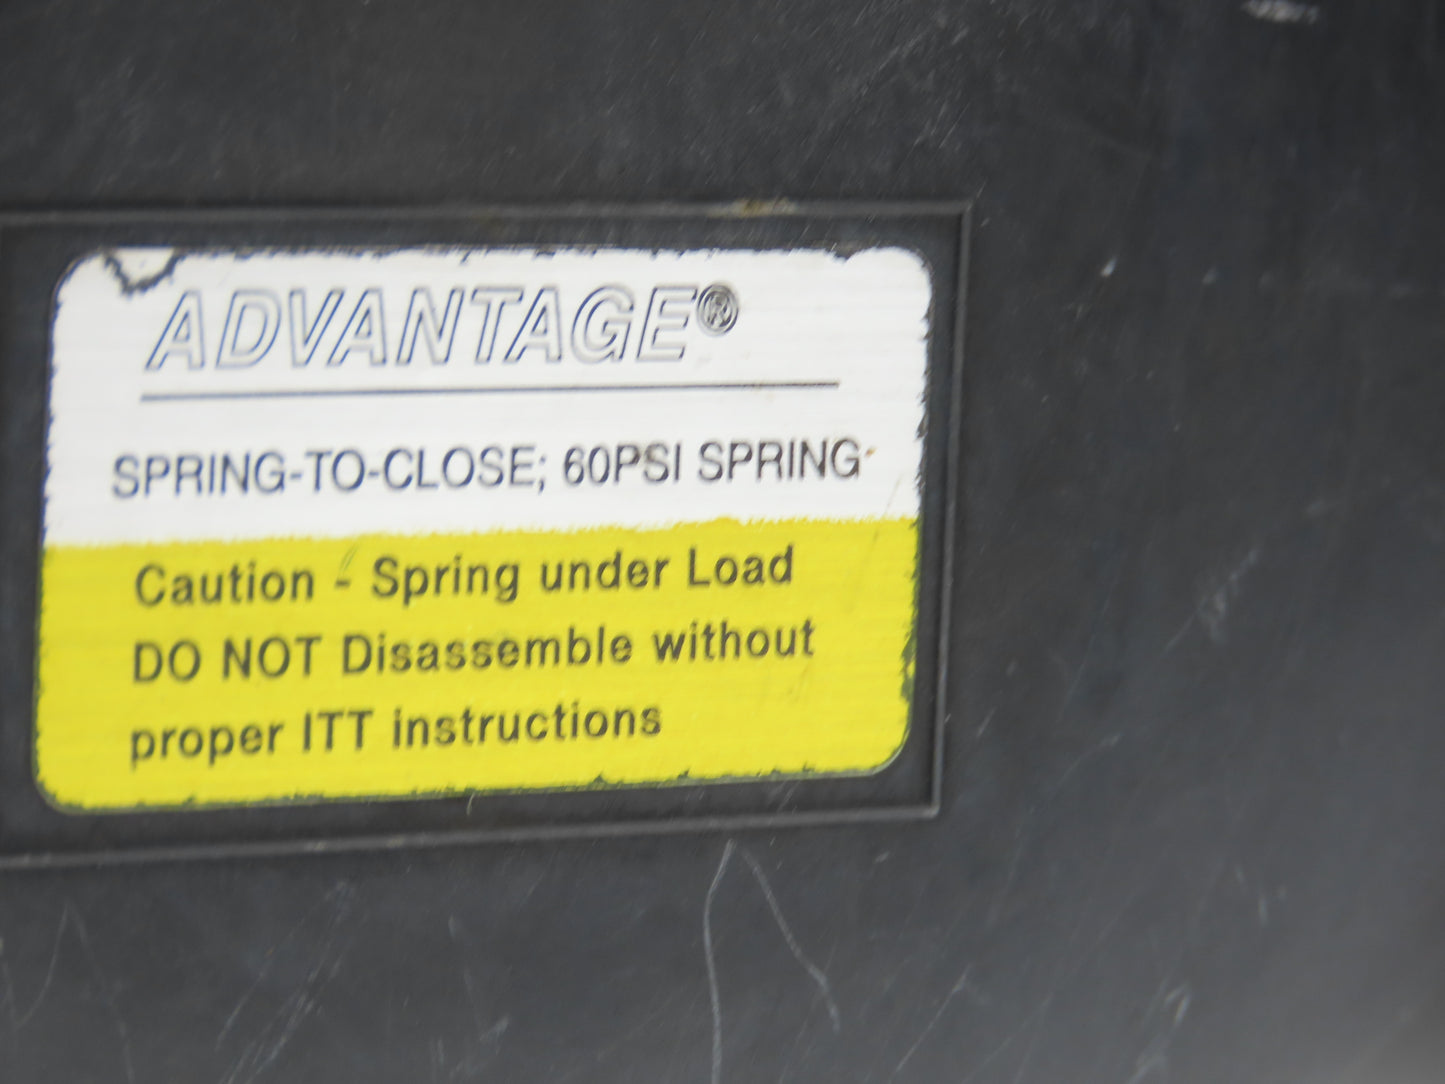 ADVANTAGE®
SPRING-TO-CLOSE; 60PSI SPRING
Caution - Spring under Load
DO NOT Disassemble without
proper ITT instructions